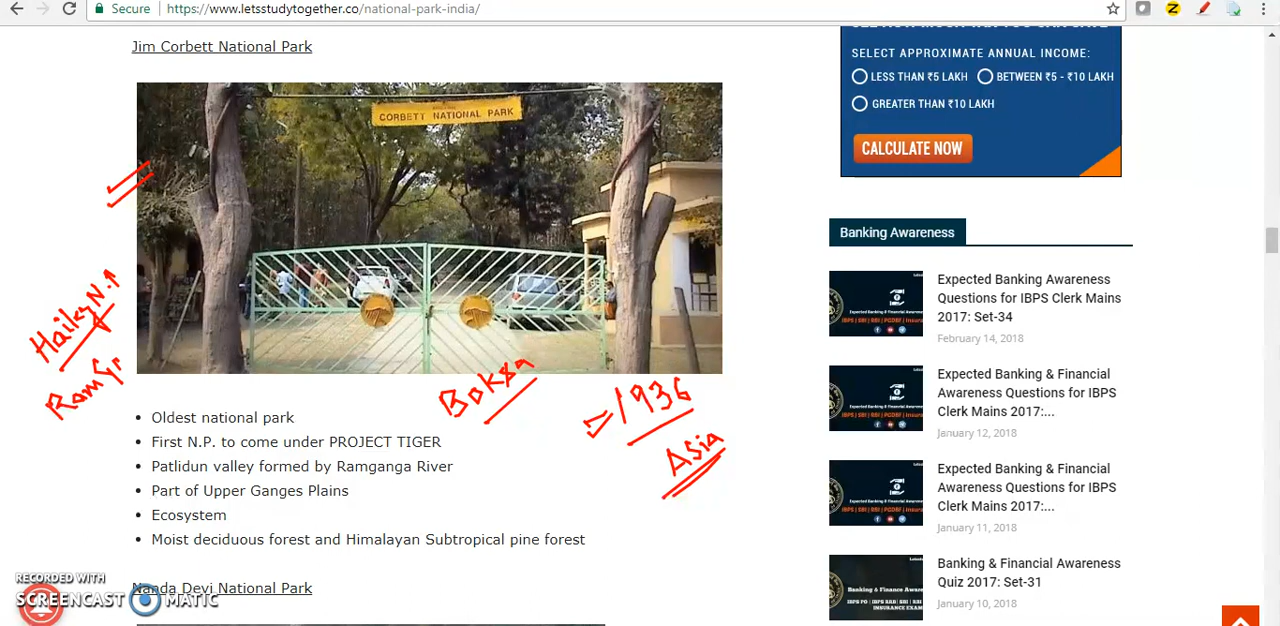 Secure
https://www.letsstudytogether.co/national-park-india/
Jim Corbett National Park
CORBETT NATIONAL PARK
Hailey N.P
Boksa
1936
Asia
Oldest national park
First N.P. to come under PROJECT TIGER
Patlidun valley formed by Ramganga River
Part of Upper Ganges Plains
Ecosystem
Moist deciduous forest and Himalayan Subtropical pine forest
Nanda Devi National Park
RECORDED WITH
SCREENCAST MATIC
SELECT APPROXIMATE ANNUAL INCOME:
LESS THAN ₹5 LAKH BETWEEN ₹5 - ₹10 LAKH
GREATER THAN ₹10 LAKH
CALCULATE NOW
Banking Awareness
Expected Banking Awareness
Questions for IBPS Clerk Mains
2017: Set-34
February 14, 2018
Expected Banking & Financial
Awareness Questions for IBPS
Clerk Mains 2017:...
January 12, 2018
Expected Banking & Financial
Awareness Questions for IBPS
Clerk Mains 2017:...
January 11, 2018
Banking & Financial Awareness
Quiz 2017: Set-31
January 10, 2018